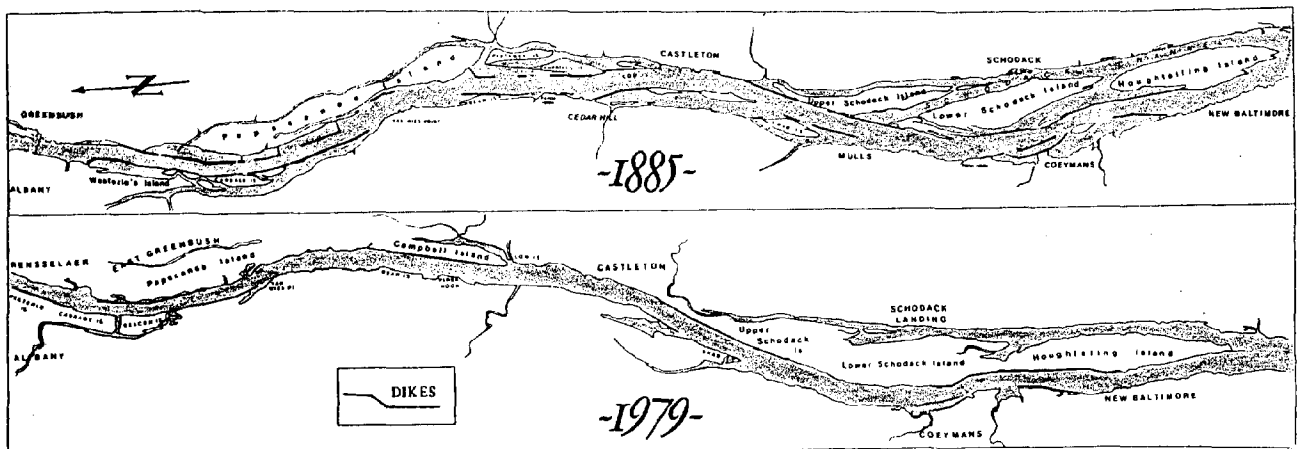 N
GREENBUSH
ALBANY
Westerlo's Island
Papscanee Island
CASTLETON
CEDAR HILL
MULLS
Upper Schodack Island
SCHODACK
Lower Schodack Island
Houghtaling Island
COEYMANS
NEW BALTIMORE
-1885-
RENSSELAER
EAST GREENBUSH
Papscanee Island
ALBANY
Campbell Island
CASTLETON
Upper
Schodack
Is
SCHODACK
LANDING
Lower Schodack Island
Houghtaling Island
NEW BALTIMORE
COEYMANS
DIKES
-1979-